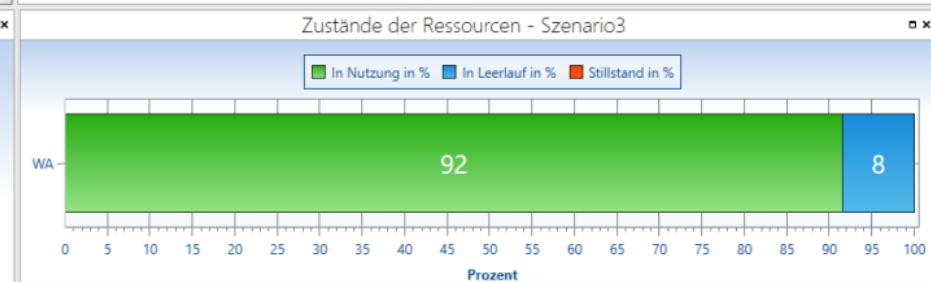 Zustände der Ressourcen - Szenario3
In Nutzung in % In Leerlauf in % Stillstand in %
WA 92 8
0 5 10 15 20 25 30 35 40 45 50 55 60 65 70 75 80 85 90 95 100
Prozent